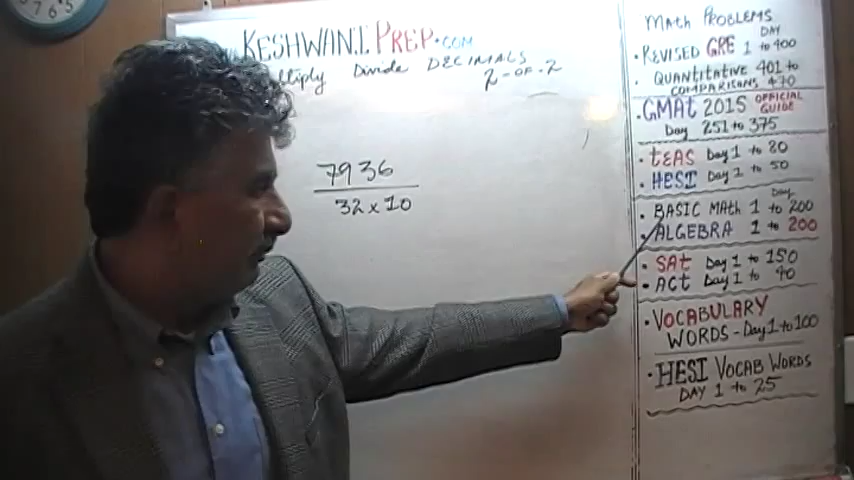 KESHWANI PREP.COM
Divide DECIMALS
2-OF-2
7936
32 x 10
MATH PROBLEMS
DAY
• REVISED GRE 1 to 400
• QUANTITATIVE 401 to
COMPARISONS 470
• GMAt 2015 OFFICIAL GUIDE
Day 251 to 375
• tEAS Day 1 to 80
• HESI Day 1 to 50
Day
• BASIC MAth 1 to 200
• ALGEBRA 1 to 200
• SAt Day 1 to 150
• ACt Day 1 to 40
• VOCABULARY
WORDS - Day 1 to 100
• HESI VOCAB WORDS
DAY 1 to 25